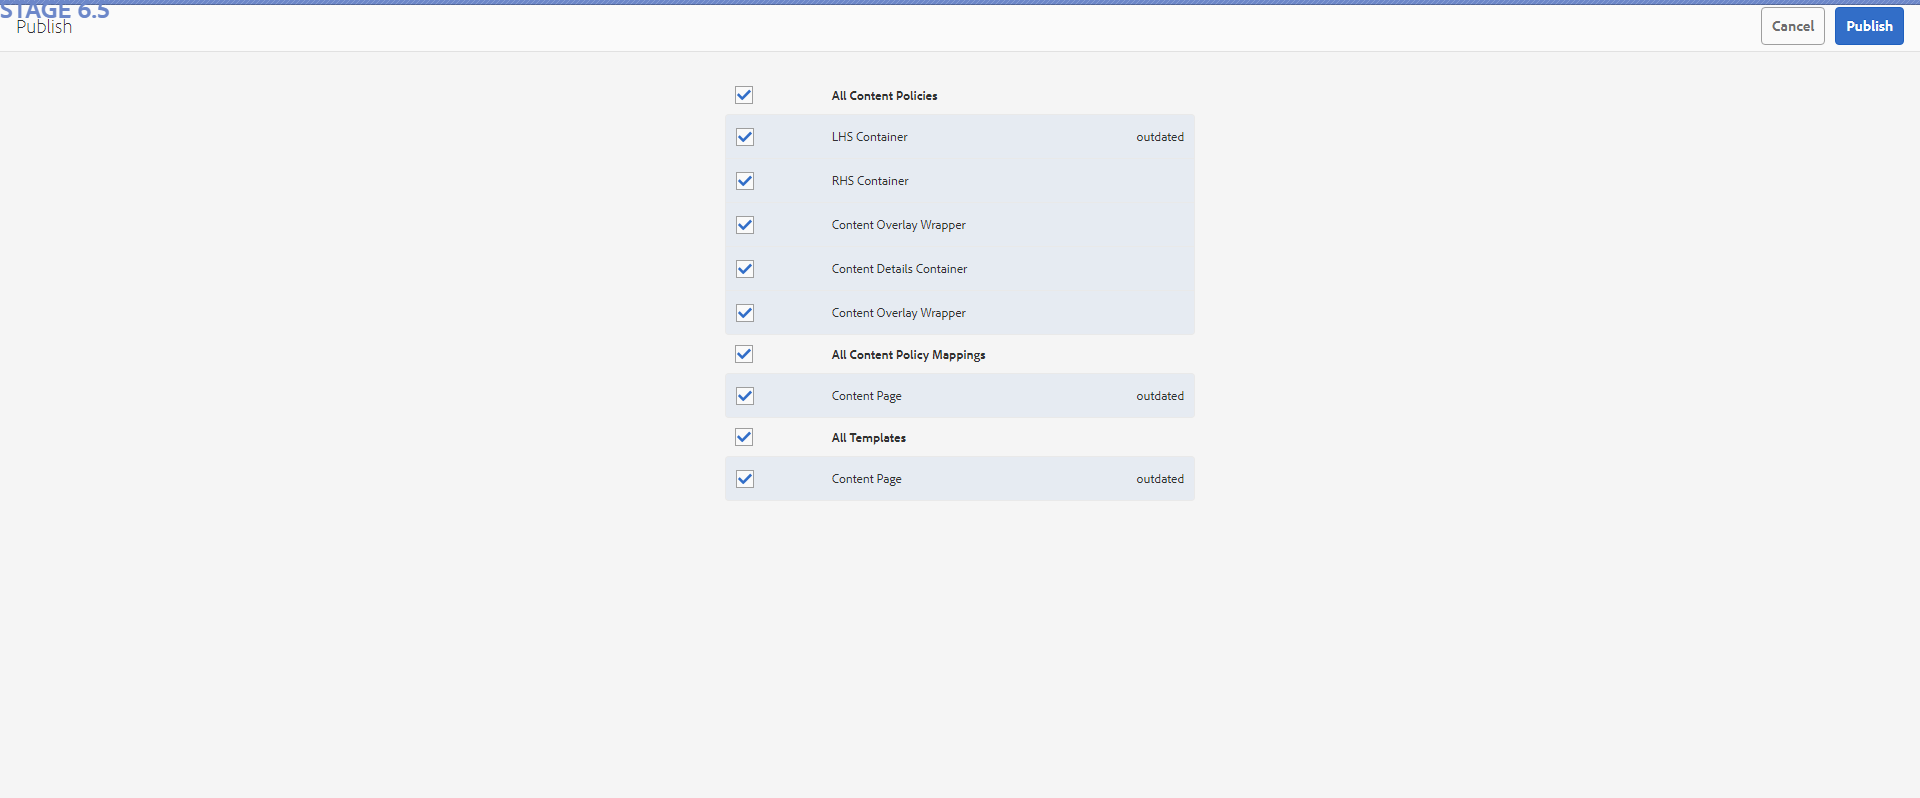 STAGE 6.5
Publish
Cancel
Publish
All Content Policies
LHS Container outdated
RHS Container
Content Overlay Wrapper
Content Details Container
Content Overlay Wrapper
All Content Policy Mappings
Content Page outdated
All Templates
Content Page outdated